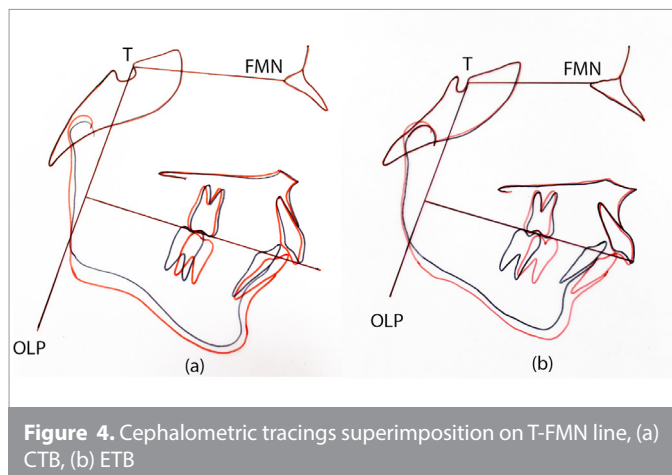 T
FMN
OLP
(a)
T
FMN
OLP
(b)
Figure 4. Cephalometric tracings superimposition on T-FMN line, (a)
CTB, (b) ETB